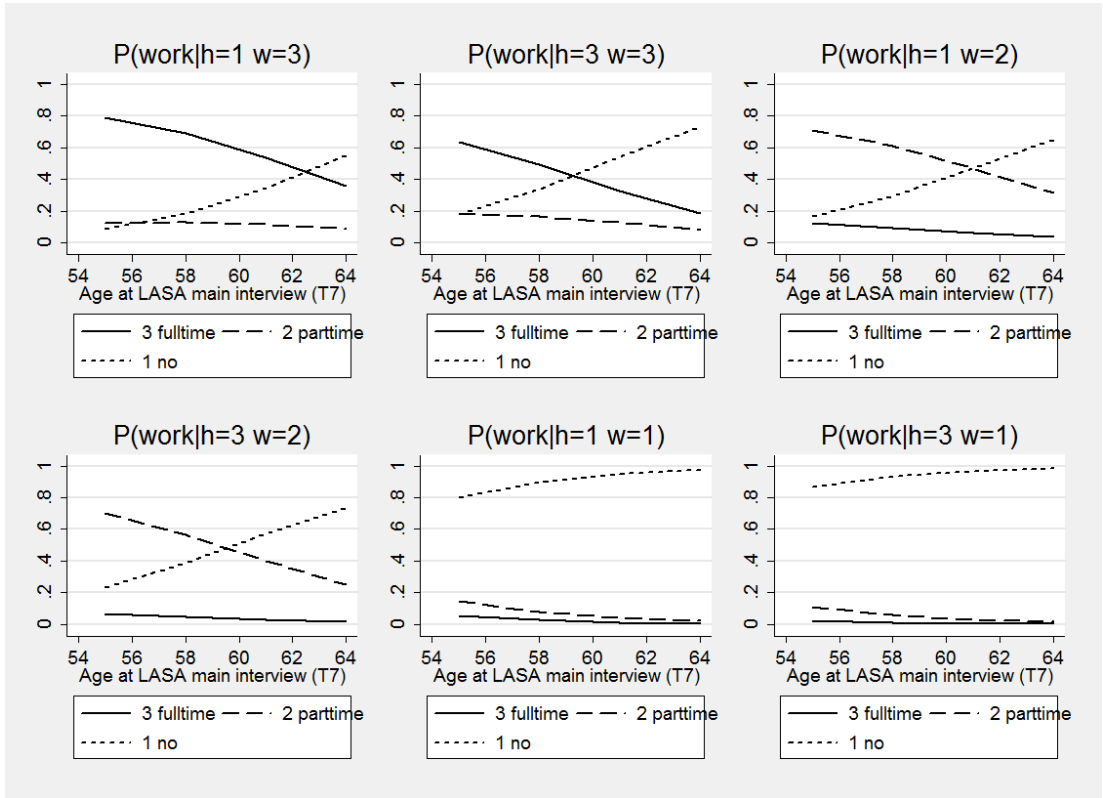 P(work|h=1 w=3)
1
.8
.6
.4
.2
0
54 56 58 60 62 64
Age at LASA main interview (T7)
3 fulltime 2 parttime
1 no
P(work|h=3 w=3)
1
.8
.6
.4
.2
0
54 56 58 60 62 64
Age at LASA main interview (T7)
3 fulltime 2 parttime
1 no
P(work|h=1 w=2)
1
.8
.6
.4
.2
0
54 56 58 60 62 64
Age at LASA main interview (T7)
3 fulltime 2 parttime
1 no
P(work|h=3 w=2)
1
.8
.6
.4
.2
0
54 56 58 60 62 64
Age at LASA main interview (T7)
3 fulltime 2 parttime
1 no
P(work|h=1 w=1)
1
.8
.6
.4
.2
0
54 56 58 60 62 64
Age at LASA main interview (T7)
3 fulltime 2 parttime
1 no
P(work|h=3 w=1)
1
.8
.6
.4
.2
0
54 56 58 60 62 64
Age at LASA main interview (T7)
3 fulltime 2 parttime
1 no